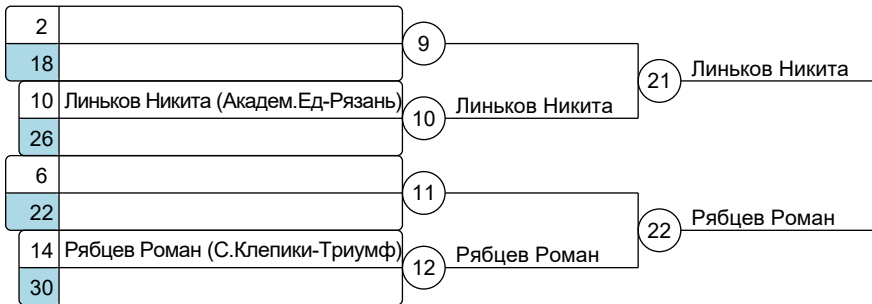 2
9
18
21 Линьков Никита
10 Линьков Никита (Академ.Ед-Рязань)
10 Линьков Никита
26
6
11
22
22 Рябцев Роман
14 Рябцев Роман (С.Клепики-Триумф)
12 Рябцев Роман
30